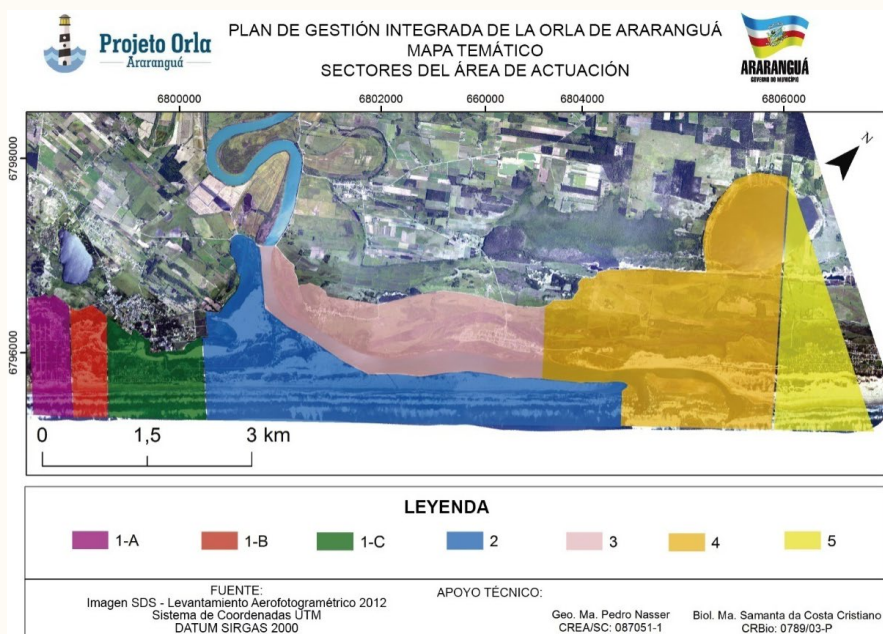 Projeto Orla
Araranguá
PLAN DE GESTIÓN INTEGRADA DE LA ORLA DE ARARANGUÁ
MAPA TEMÁTICO
SECTORES DEL ÁREA DE ACTUACIÓN
ARARANGUÁ
GOVERNO DO MUNICÍPIO
6800000
6802000
660000
6804000
6806000
6798000
6796000
N
0
1,5
3 km
LEYENDA
1-A
1-B
1-C
2
3
4
5
FUENTE:
Imagen SDS - Levantamiento Aerofotogramétrico 2012
Sistema de Coordenadas UTM
DATUM SIRGAS 2000
APOYO TÉCNICO:
Geo. Ma. Pedro Nasser
CREA/SC: 087051-1
Biol. Ma. Samanta da Costa Cristiano
CRBio: 0789/03-P